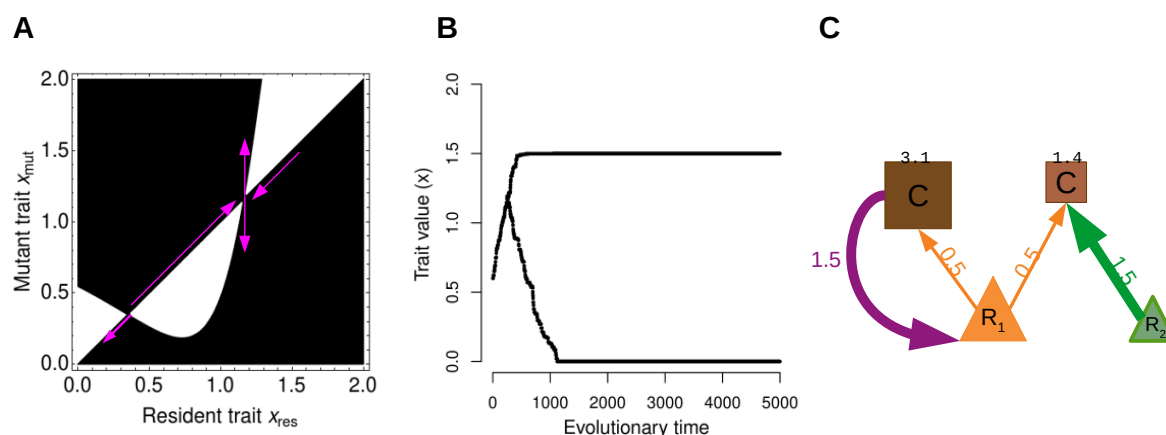 A
B
C
2.0
1.5
1.0
0.5
0.0
Mutant trait xmut
0.0 0.5 1.0 1.5 2.0
Resident trait xres
2.0
1.5
1.0
0.5
0.0
Trait value (x)
0 1000 2000 3000 4000 5000
Evolutionary time
3.1 1.4
C C
1.5
0.5 0.5 1.5
R1 R2